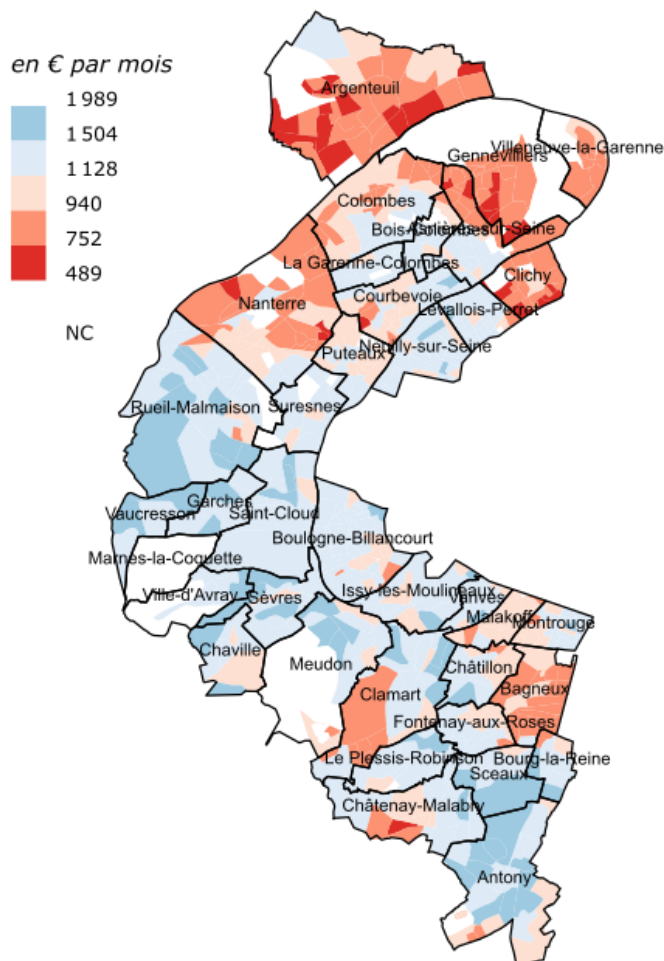 en € par mois
1 989
1 504
1 128
940
752
489
NC
Argenteuil
Villeneuve-la-Garenne
Gennevilliers
Colombes
Bois-Colombes
Asnières-sur-Seine
La Garenne-Colombes
Clichy
Courbevoie
Nanterre
Levallois-Perret
Puteaux
Neuilly-sur-Seine
Rueil-Malmaison
Suresnes
Garches
Vaucresson
Saint-Cloud
Boulogne-Billancourt
Marnes-la-Coquette
Ville-d'Avray
Sèvres
Issy-les-Moulineaux
Vanves
Malakoff
Montrouge
Chaville
Meudon
Châtillon
Clamart
Bagneux
Fontenay-aux-Roses
Le Plessis-Robinson
Bourg-la-Reine
Sceaux
Châtenay-Malabry
Antony